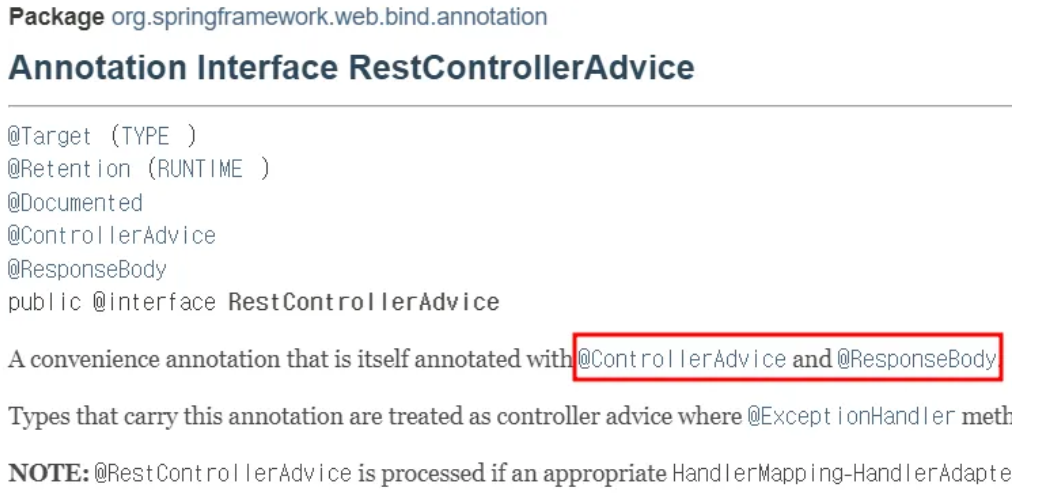 Package org.springframework.web.bind.annotation
Annotation Interface RestControllerAdvice
@Target (TYPE )
@Retention (RUNTIME )
@Documented
@ControllerAdvice
@ResponseBody
public @interface RestControllerAdvice
A convenience annotation that is itself annotated with @ControllerAdvice and @ResponseBody.
Types that carry this annotation are treated as controller advice where @ExceptionHandler meth
NOTE: @RestControllerAdvice is processed if an appropriate HandlerMapping-HandlerAdapte